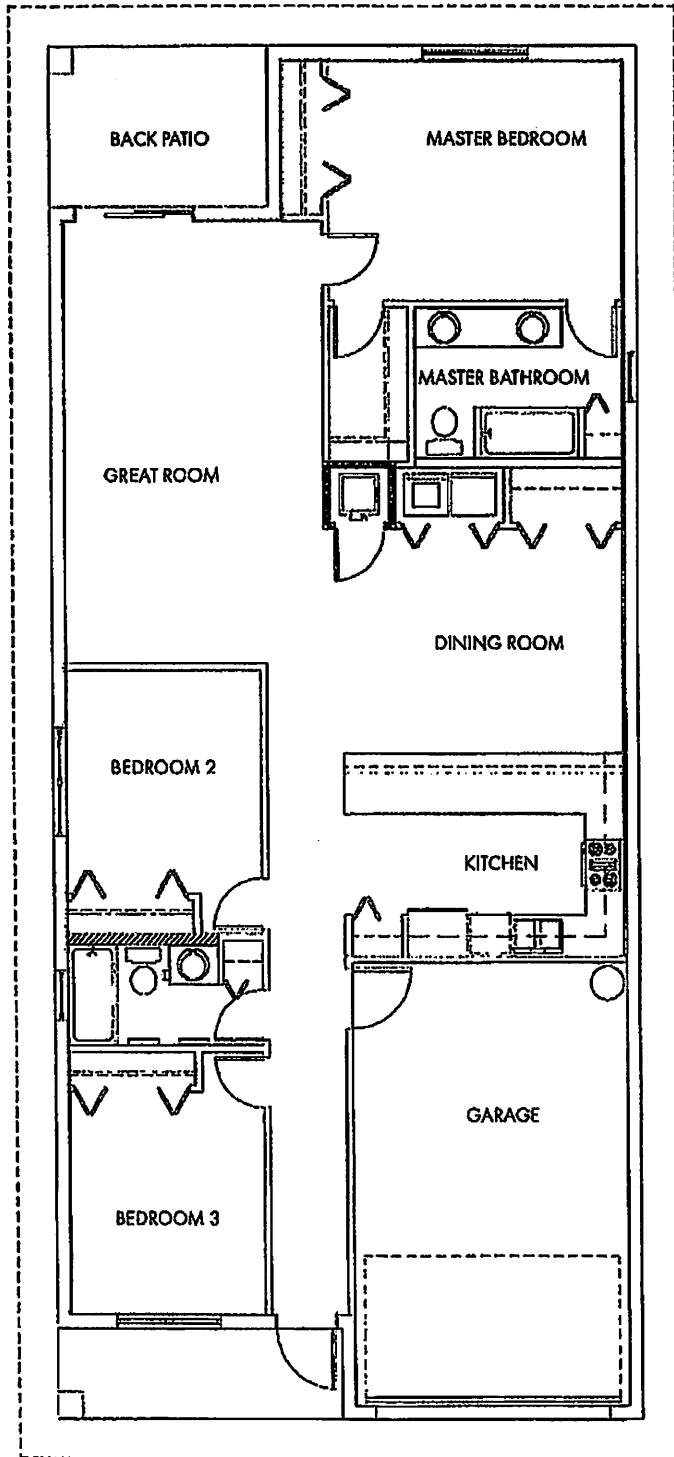 BACK PATIO
MASTER BEDROOM
MASTER BATHROOM
GREAT ROOM
DINING ROOM
BEDROOM 2
KITCHEN
GARAGE
BEDROOM 3